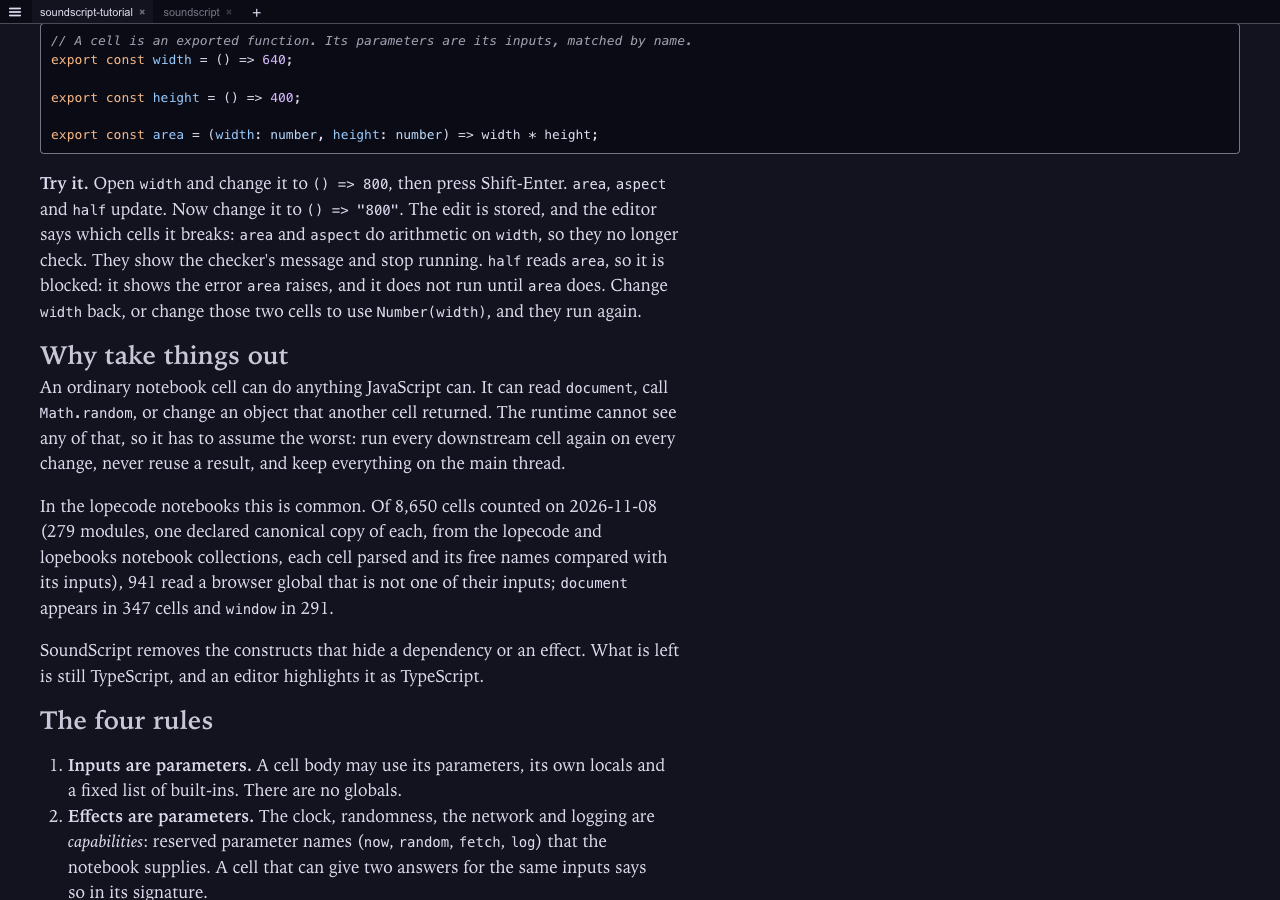 soundscript-tutorial × soundscript × +
// A cell is an exported function. Its parameters are its inputs, matched by name.
export const width = () => 640;
export const height = () => 400;
export const area = (width: number, height: number) => width * height;
Try it. Open width and change it to () => 800, then press Shift-Enter. area, aspect
and half update. Now change it to () => "800". The edit is stored, and the editor
says which cells it breaks: area and aspect do arithmetic on width, so they no longer
check. They show the checker's message and stop running. half reads area, so it is
blocked: it shows the error area raises, and it does not run until area does. Change
width back, or change those two cells to use Number(width), and they run again.
Why take things out
An ordinary notebook cell can do anything JavaScript can. It can read document, call
Math.random, or change an object that another cell returned. The runtime cannot see
any of that, so it has to assume the worst: run every downstream cell again on every
change, never reuse a result, and keep everything on the main thread.
In the lopecode notebooks this is common. Of 8,650 cells counted on 2026-11-08
(279 modules, one declared canonical copy of each, from the lopecode and
lopebooks notebook collections, each cell parsed and its free names compared with
its inputs), 941 read a browser global that is not one of their inputs; document
appears in 347 cells and window in 291.
SoundScript removes the constructs that hide a dependency or an effect. What is left
is still TypeScript, and an editor highlights it as TypeScript.
The four rules
1. Inputs are parameters. A cell body may use its parameters, its own locals and
a fixed list of built-ins. There are no globals.
2. Effects are parameters. The clock, randomness, the network and logging are
capabilities: reserved parameter names (now, random, fetch, log) that the
notebook supplies. A cell that can give two answers for the same inputs says
so in its signature.